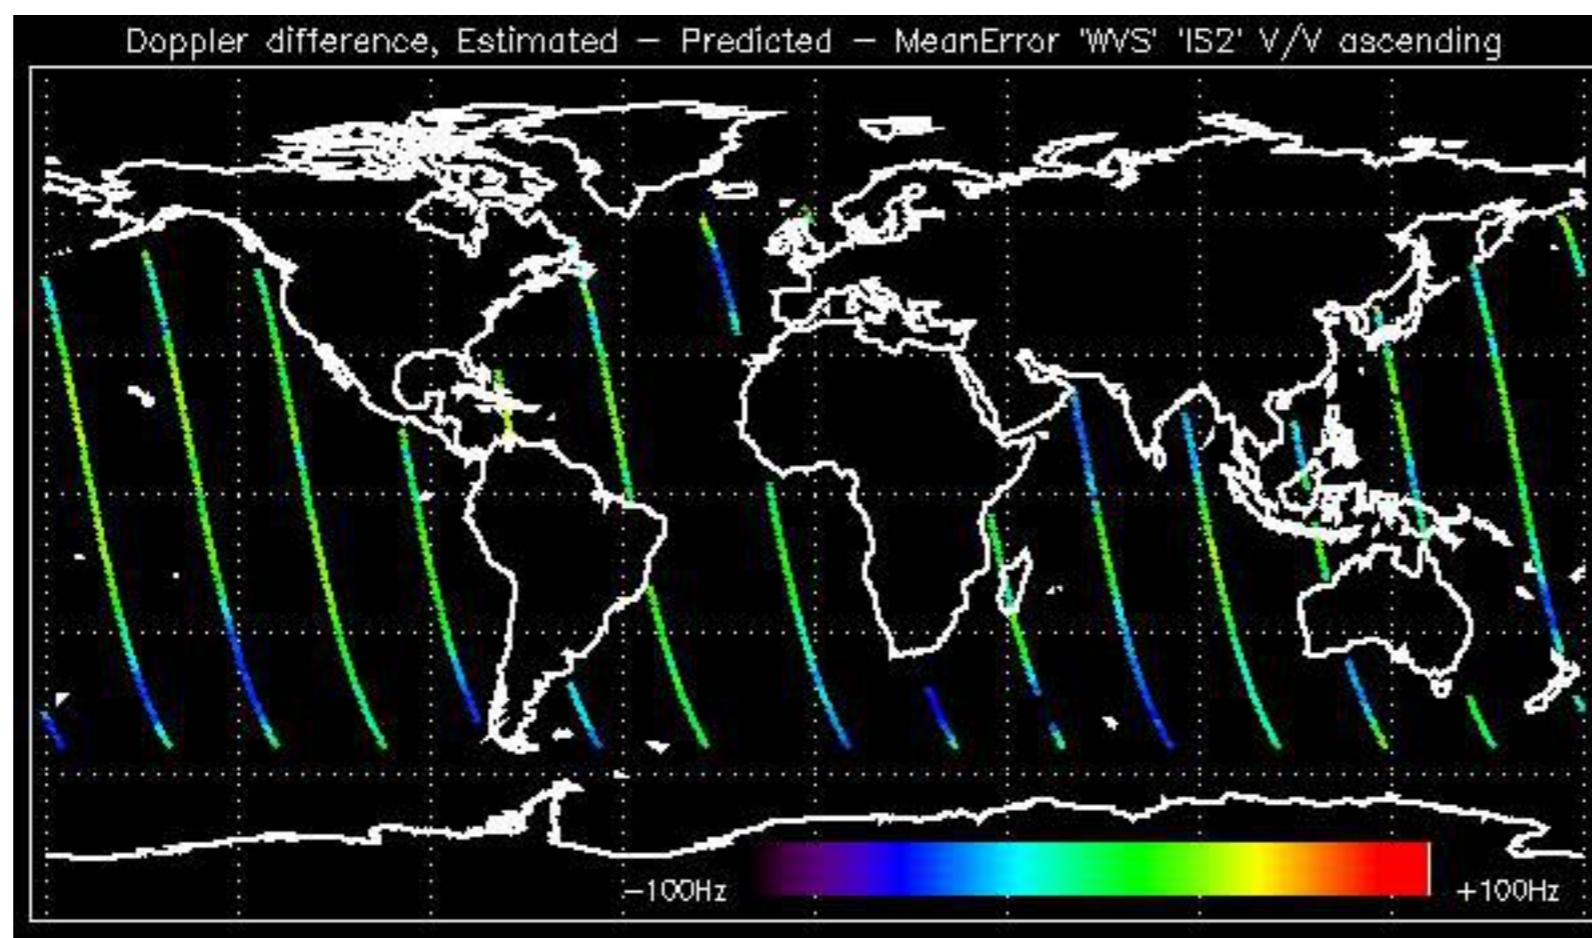 Doppler difference, Estimated − Predicted − MeanError 'WVS' 'IS2' V/V ascending
−100Hz +100Hz